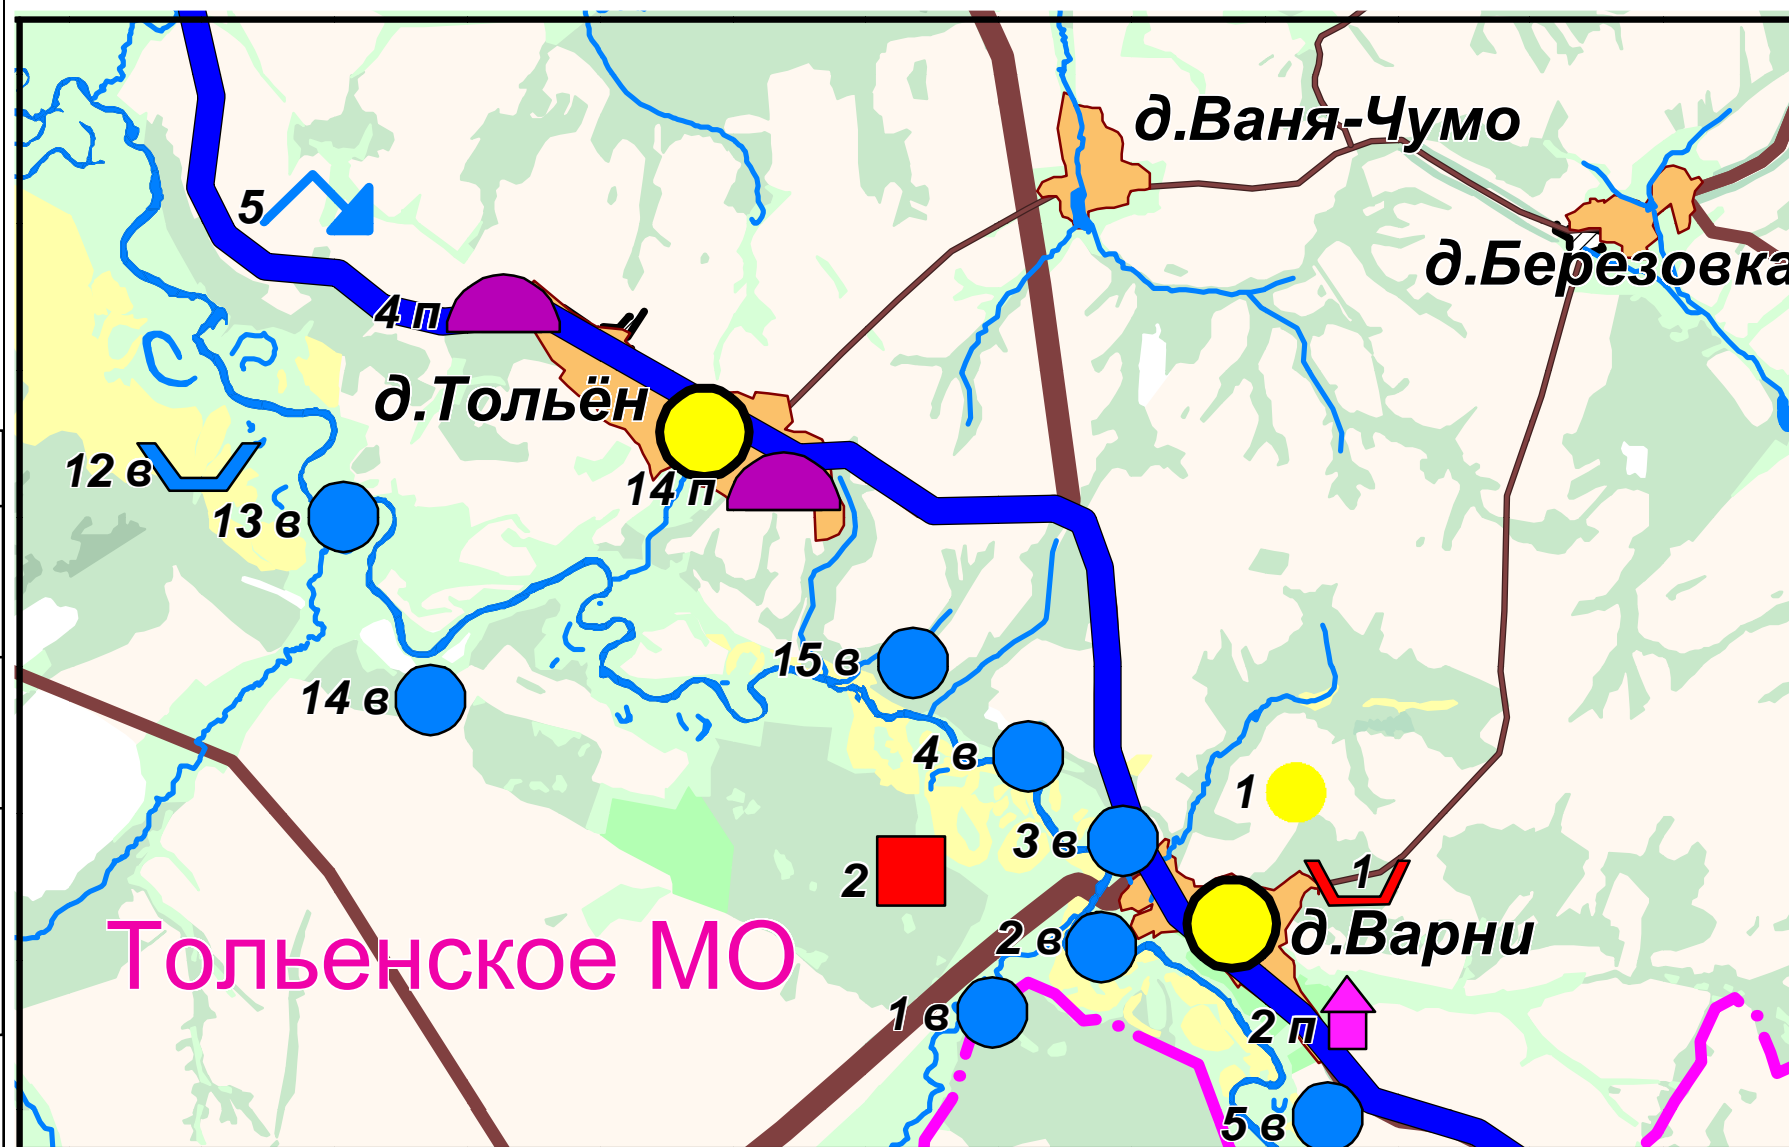 д.Ваня-Чумо
5
д.Березовка
4 п
д.Тольён
12 в
14 п
13 в
15 в
14 в
4 в
1
3 в
2
1
д.Варни
2 в
Тольенское МО
1 в
2 п
5 в